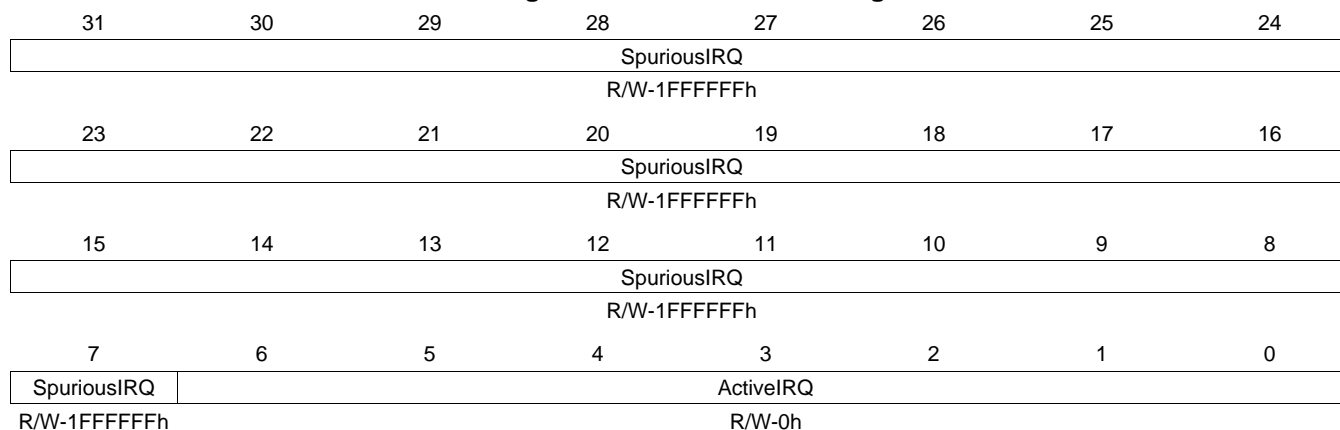 31 30 29 28 27 26 25 24
SpuriousIRQ
R/W-1FFFFFFh
23 22 21 20 19 18 17 16
SpuriousIRQ
R/W-1FFFFFFh
15 14 13 12 11 10 9 8
SpuriousIRQ
R/W-1FFFFFFh
7 6 5 4 3 2 1 0
SpuriousIRQ ActiveIRQ
R/W-1FFFFFFh R/W-0h